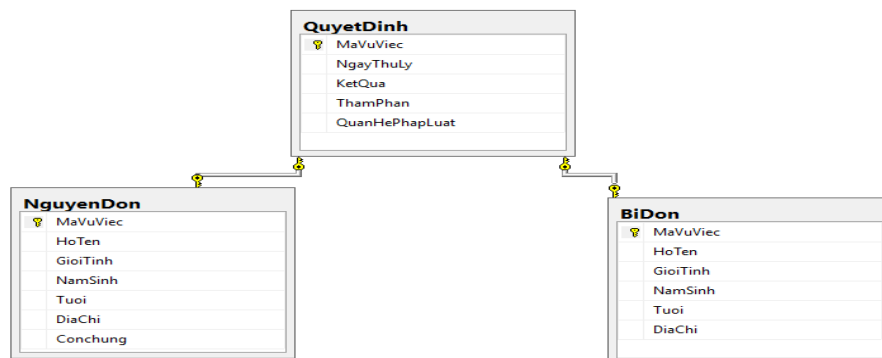 QuyetDinh
MaVuViec
NgayThuLy
KetQua
ThamPhan
QuanHePhapLuat
NguyenDon
MaVuViec
HoTen
GioiTinh
NamSinh
Tuoi
DiaChi
Conchung
BiDon
MaVuViec
HoTen
GioiTinh
NamSinh
Tuoi
DiaChi